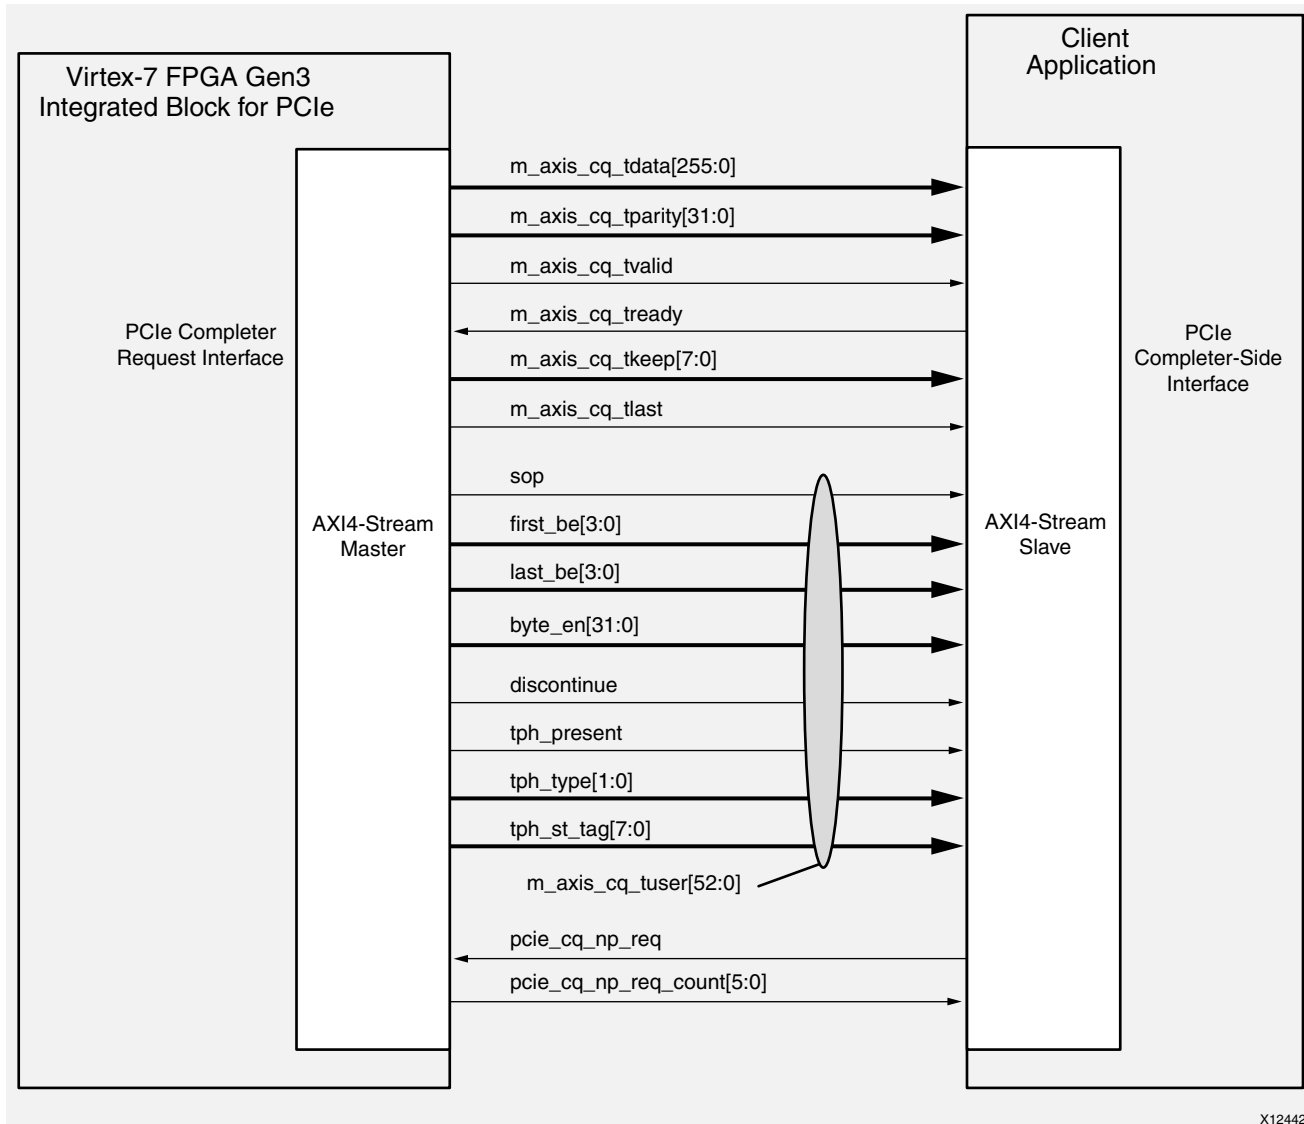 Virtex-7 FPGA Gen3
Integrated Block for PCIe
Client
Application
m_axis_cq_tdata[255:0]
m_axis_cq_tparity[31:0]
m_axis_cq_tvalid
m_axis_cq_tready
PCIe Completer
Request Interface
m_axis_cq_tkeep[7:0]
PCIe
Completer-Side
Interface
m_axis_cq_tlast
sop
AXI4-Stream
Master
first_be[3:0]
AXI4-Stream
Slave
last_be[3:0]
byte_en[31:0]
discontinue
tph_present
tph_type[1:0]
tph_st_tag[7:0]
m_axis_cq_tuser[52:0]
pcie_cq_np_req
pcie_cq_np_req_count[5:0]
X12442